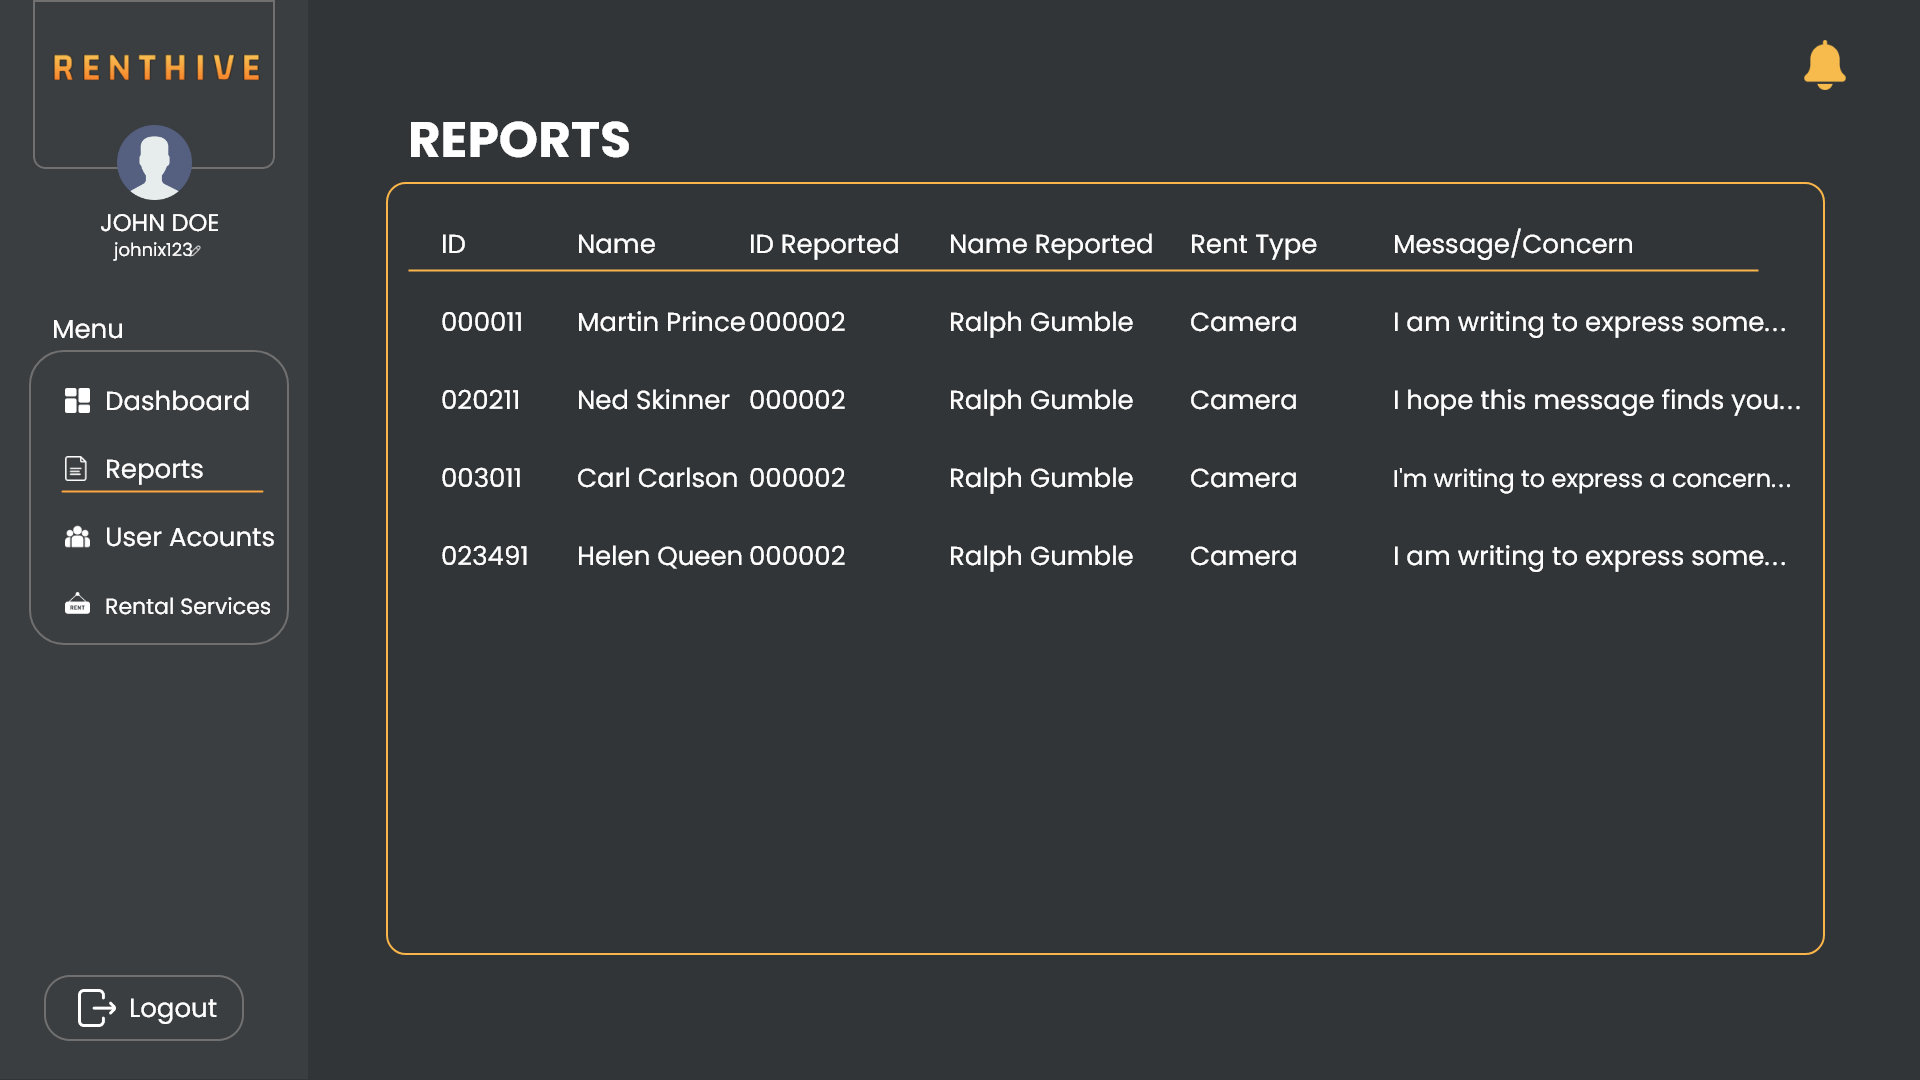 RENTHIVE
JOHN DOE
johnix123
Menu
Dashboard
Reports
User Acounts
RENT
Rental Services
Logout
REPORTS
ID Name ID Reported Name Reported Rent Type Message/Concern
000011 Martin Prince 000002 Ralph Gumble Camera I am writing to express some...
020211 Ned Skinner 000002 Ralph Gumble Camera I hope this message finds you...
003011 Carl Carlson 000002 Ralph Gumble Camera I'm writing to express a concern...
023491 Helen Queen 000002 Ralph Gumble Camera I am writing to express some...